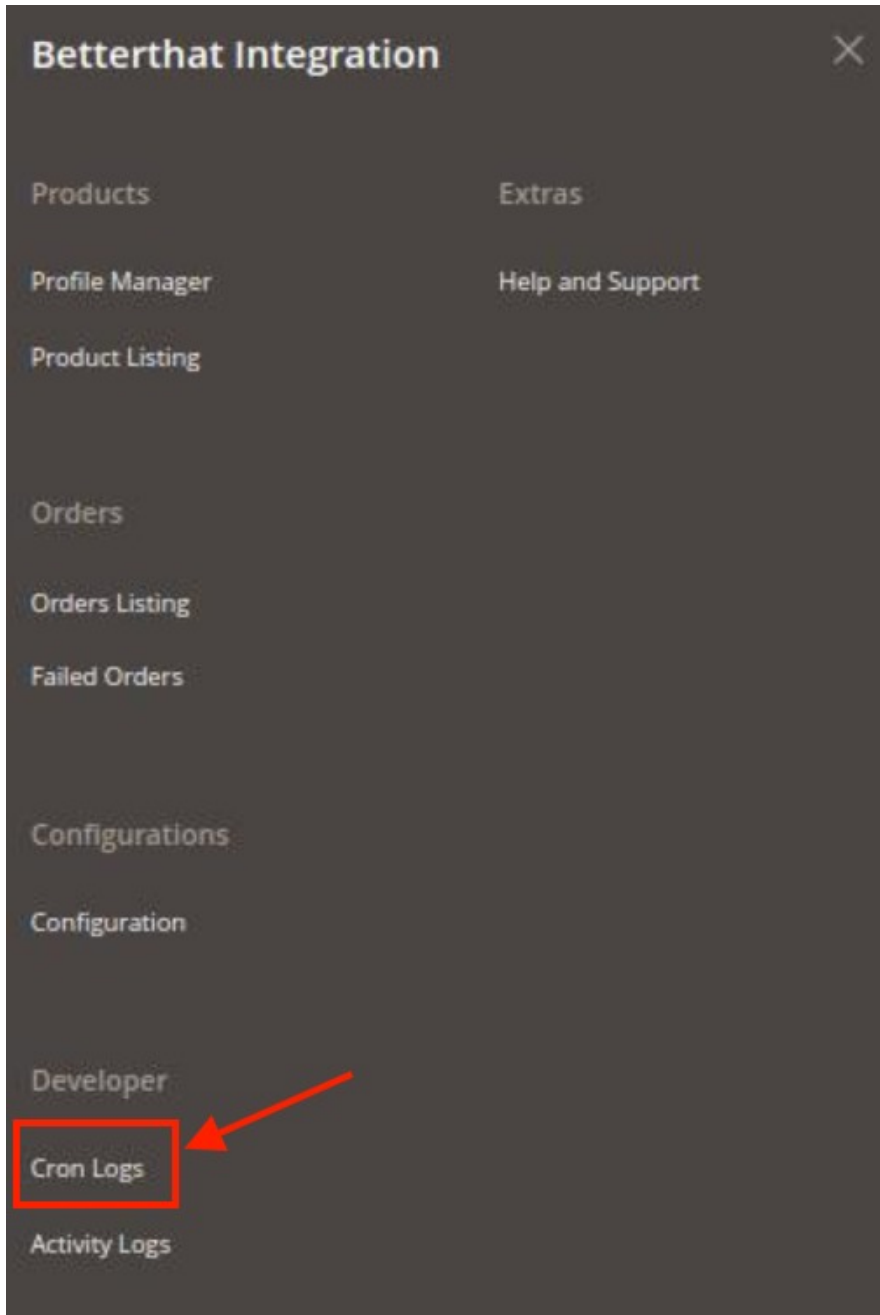 Betterthat Integration
Products
Profile Manager
Product Listing
Orders
Orders Listing
Failed Orders
Configurations
Configuration
Developer
Cron Logs
Activity Logs
Extras
Help and Support